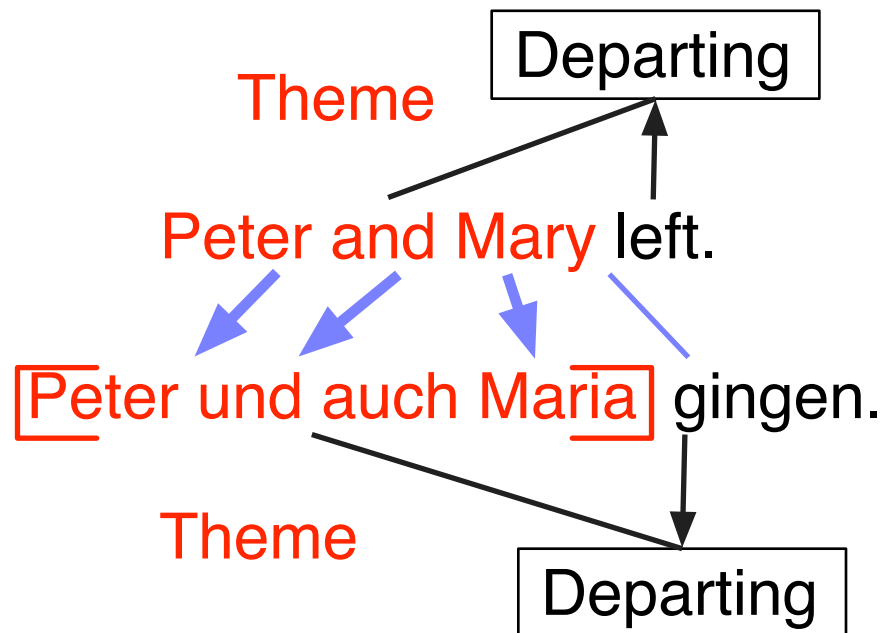 Departing
Theme
Peter and Mary left.
Peter und auch Maria gingen.
Theme
Departing